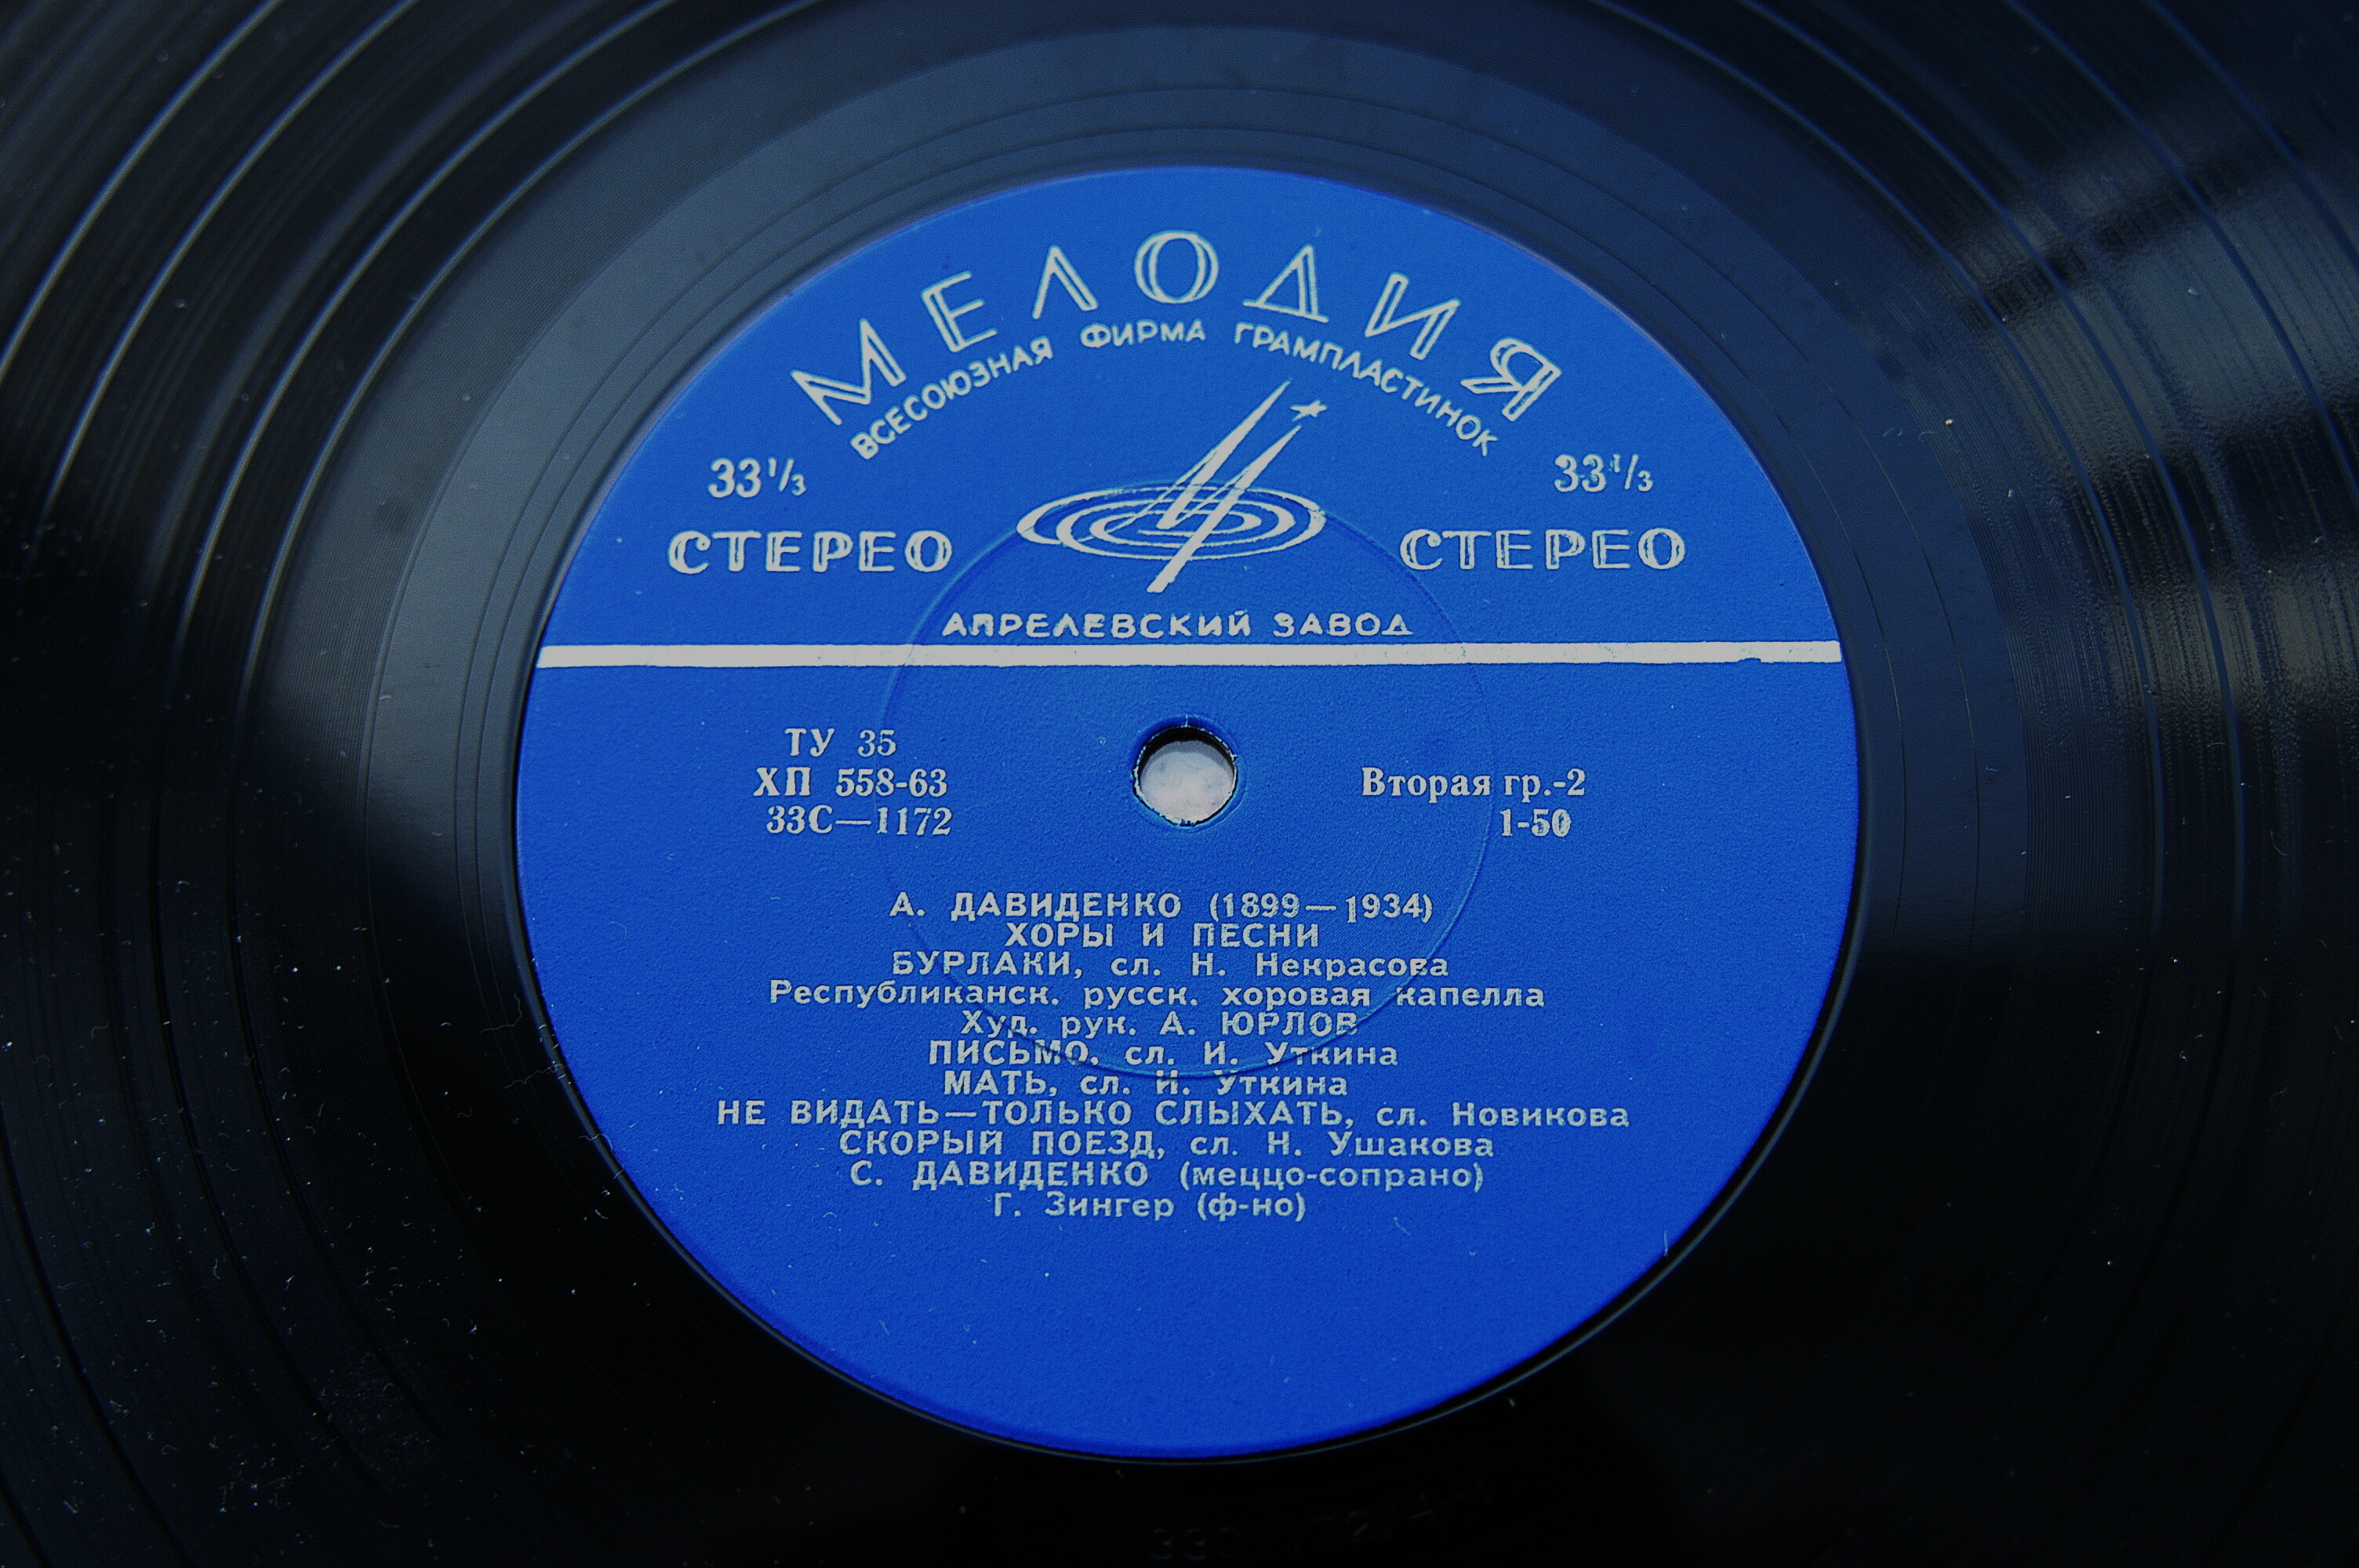 МЕЛОДИЯ
ВСЕСОЮЗНАЯ ФИРМА ГРАМПЛАСТИНОК
33⅓ 33⅓
СТЕРЕО СТЕРЕО
АПРЕЛЕВСКИЙ ЗАВОД
ТУ 35
ХП 558-63 Вторая гр.-2
33С—1172 1-50
А. ДАВИДЕНКО (1899—1934)
ХОРЫ И ПЕСНИ
БУРЛАКИ, сл. Н. Некрасова
Республиканск. русск. хоровая капелла
Худ. рук. А. ЮРЛОВ
ПИСЬМО, сл. И. Уткина
МАТЬ, сл. И. Уткина
НЕ ВИДАТЬ—ТОЛЬКО СЛЫХАТЬ, сл. Новикова
СКОРЫЙ ПОЕЗД, сл. Н. Ушакова
С. ДАВИДЕНКО (меццо-сопрано)
Г. Зингер (ф-но)
33С1172/4-1